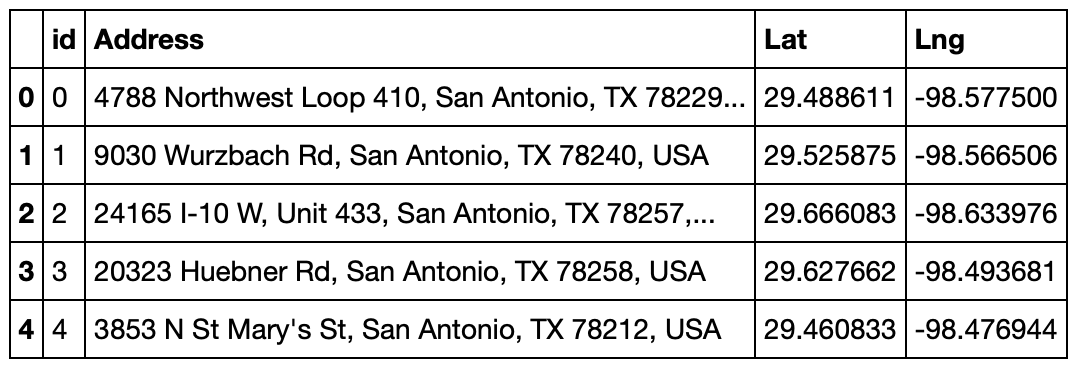 id Address Lat Lng
0 0 4788 Northwest Loop 410, San Antonio, TX 78229... 29.488611 -98.577500
1 1 9030 Wurzbach Rd, San Antonio, TX 78240, USA 29.525875 -98.566506
2 2 24165 I-10 W, Unit 433, San Antonio, TX 78257,... 29.666083 -98.633976
3 3 20323 Huebner Rd, San Antonio, TX 78258, USA 29.627662 -98.493681
4 4 3853 N St Mary's St, San Antonio, TX 78212, USA 29.460833 -98.476944